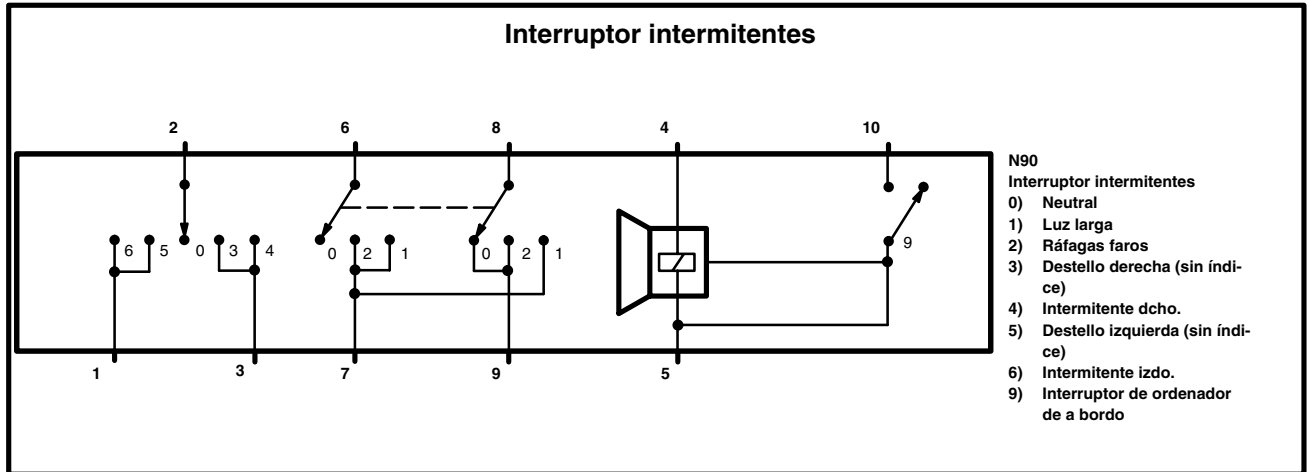 Interruptor intermitentes
2 6 8 4 10
6 5 0 3 4 0 2 1 0 2 1 9
1 3 7 9 5
N90
Interruptor intermitentes
0) Neutral
1) Luz larga
2) Ráfagas faros
3) Destello derecha (sin índi-
ce)
4) Intermitente dcho.
5) Destello izquierda (sin índi-
ce)
6) Intermitente izdo.
9) Interruptor de ordenador
de a bordo